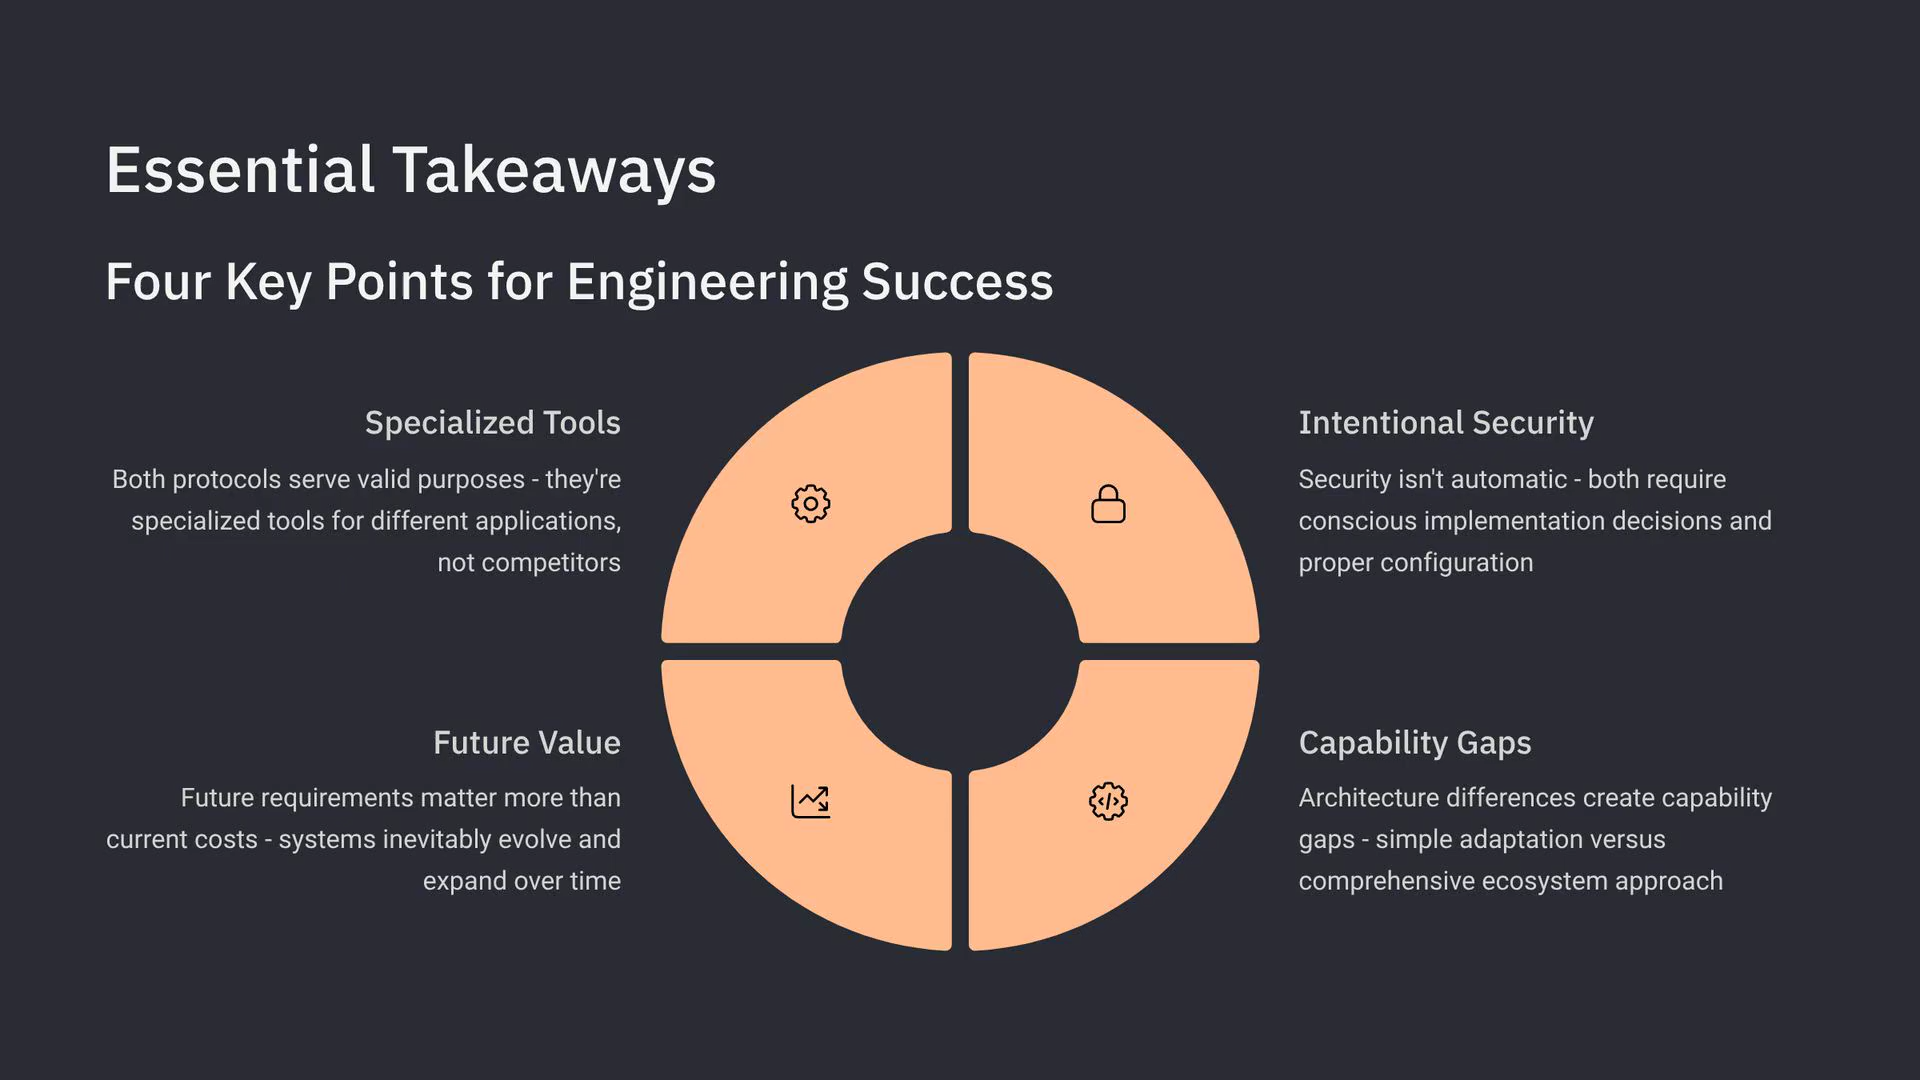 Essential Takeaways
Four Key Points for Engineering Success
Specialized Tools
Both protocols serve valid purposes - they're
specialized tools for different applications,
not competitors
Intentional Security
Security isn't automatic - both require
conscious implementation decisions and
proper configuration
Future Value
Future requirements matter more than
current costs - systems inevitably evolve and
expand over time
Capability Gaps
Architecture differences create capability
gaps - simple adaptation versus
comprehensive ecosystem approach